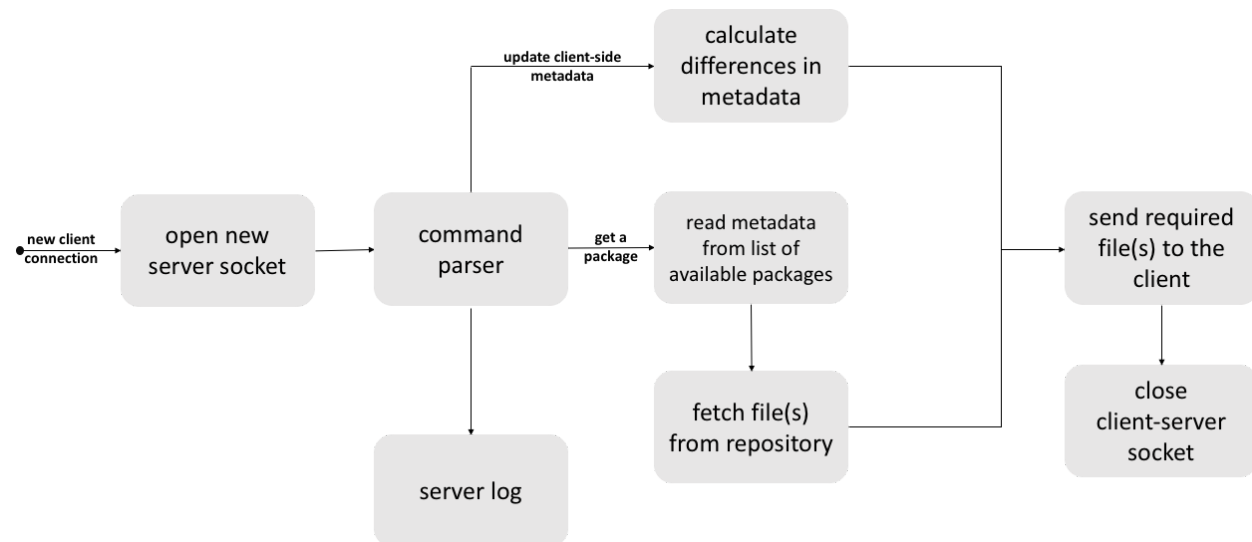 new client
connection
open new
server socket
command
parser
update client-side
metadata
calculate
differences in
metadata
get a
package
read metadata
from list of
available packages
fetch file(s)
from repository
server log
send required
file(s) to the
client
close
client-server
socket